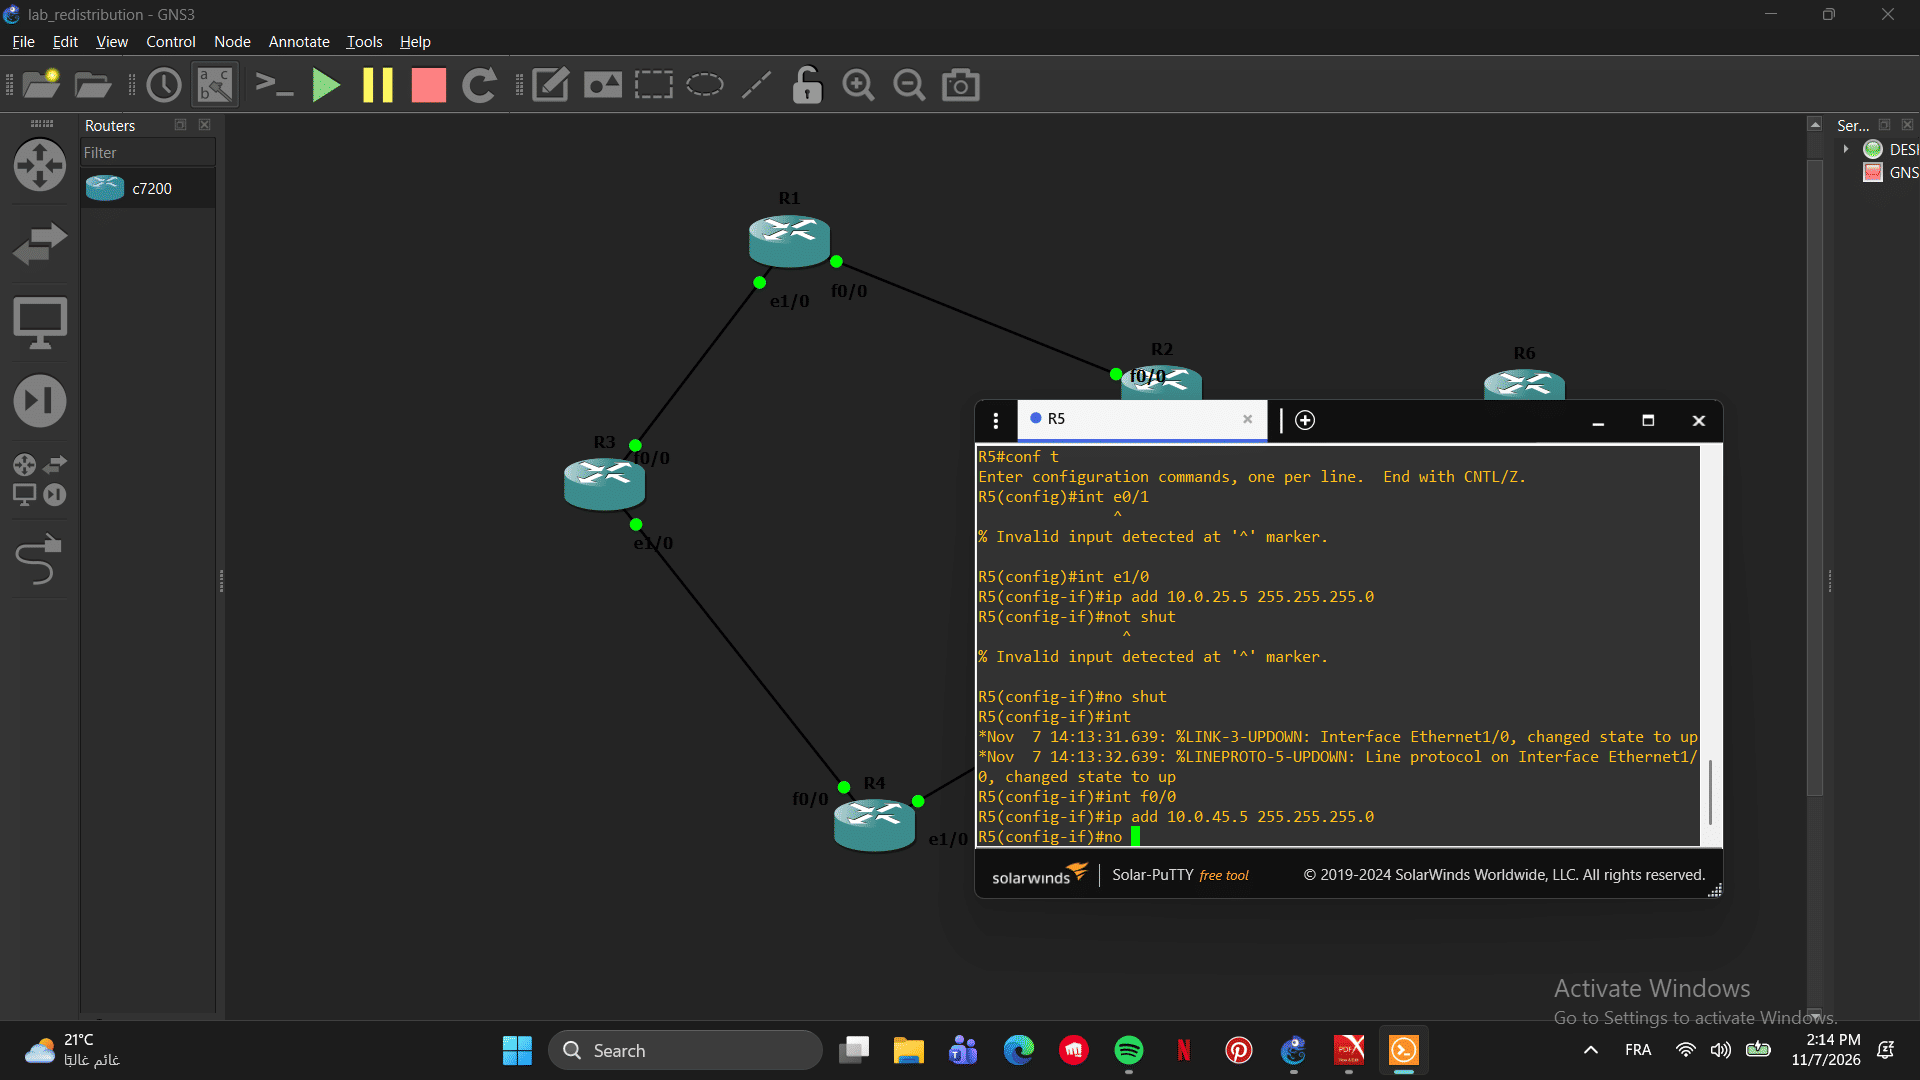 lab_redistribution - GNS3
File Edit View Control Node Annotate Tools Help
Routers
Filter
c7200
Ser...
DESI
GNS
R1
e1/0
f0/0
R2
f0/0
R6
R3
f0/0
e1/0
R4
f0/0
e1/0
R5
R5#conf t
Enter configuration commands, one per line.  End with CNTL/Z.
R5(config)#int e0/1
^
% Invalid input detected at '^' marker.
R5(config)#int e1/0
R5(config-if)#ip add 10.0.25.5 255.255.255.0
R5(config-if)#not shut
^
% Invalid input detected at '^' marker.
R5(config-if)#no shut
R5(config-if)#int
*Nov  7 14:13:31.639: %LINK-3-UPDOWN: Interface Ethernet1/0, changed state to up
*Nov  7 14:13:32.639: %LINEPROTO-5-UPDOWN: Line protocol on Interface Ethernet1/
0, changed state to up
R5(config-if)#int f0/0
R5(config-if)#ip add 10.0.45.5 255.255.255.0
R5(config-if)#no
solarwinds Solar-PuTTY free tool © 2019-2024 SolarWinds Worldwide, LLC. All rights reserved.
Activate Windows
Go to Settings to activate Windows.
21°C
غائم غالبًا
Search
FRA
2:14 PM
11/7/2026